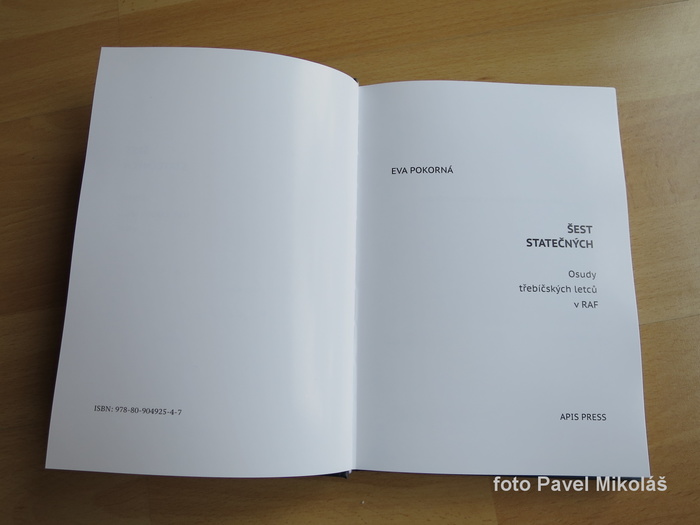 ISBN: 978-80-904925-4-7
EVA POKORNÁ
ŠEST
STATEČNÝCH
Osudy
třebíčských letců
v RAF
APIS PRESS
foto Pavel Mikoláš